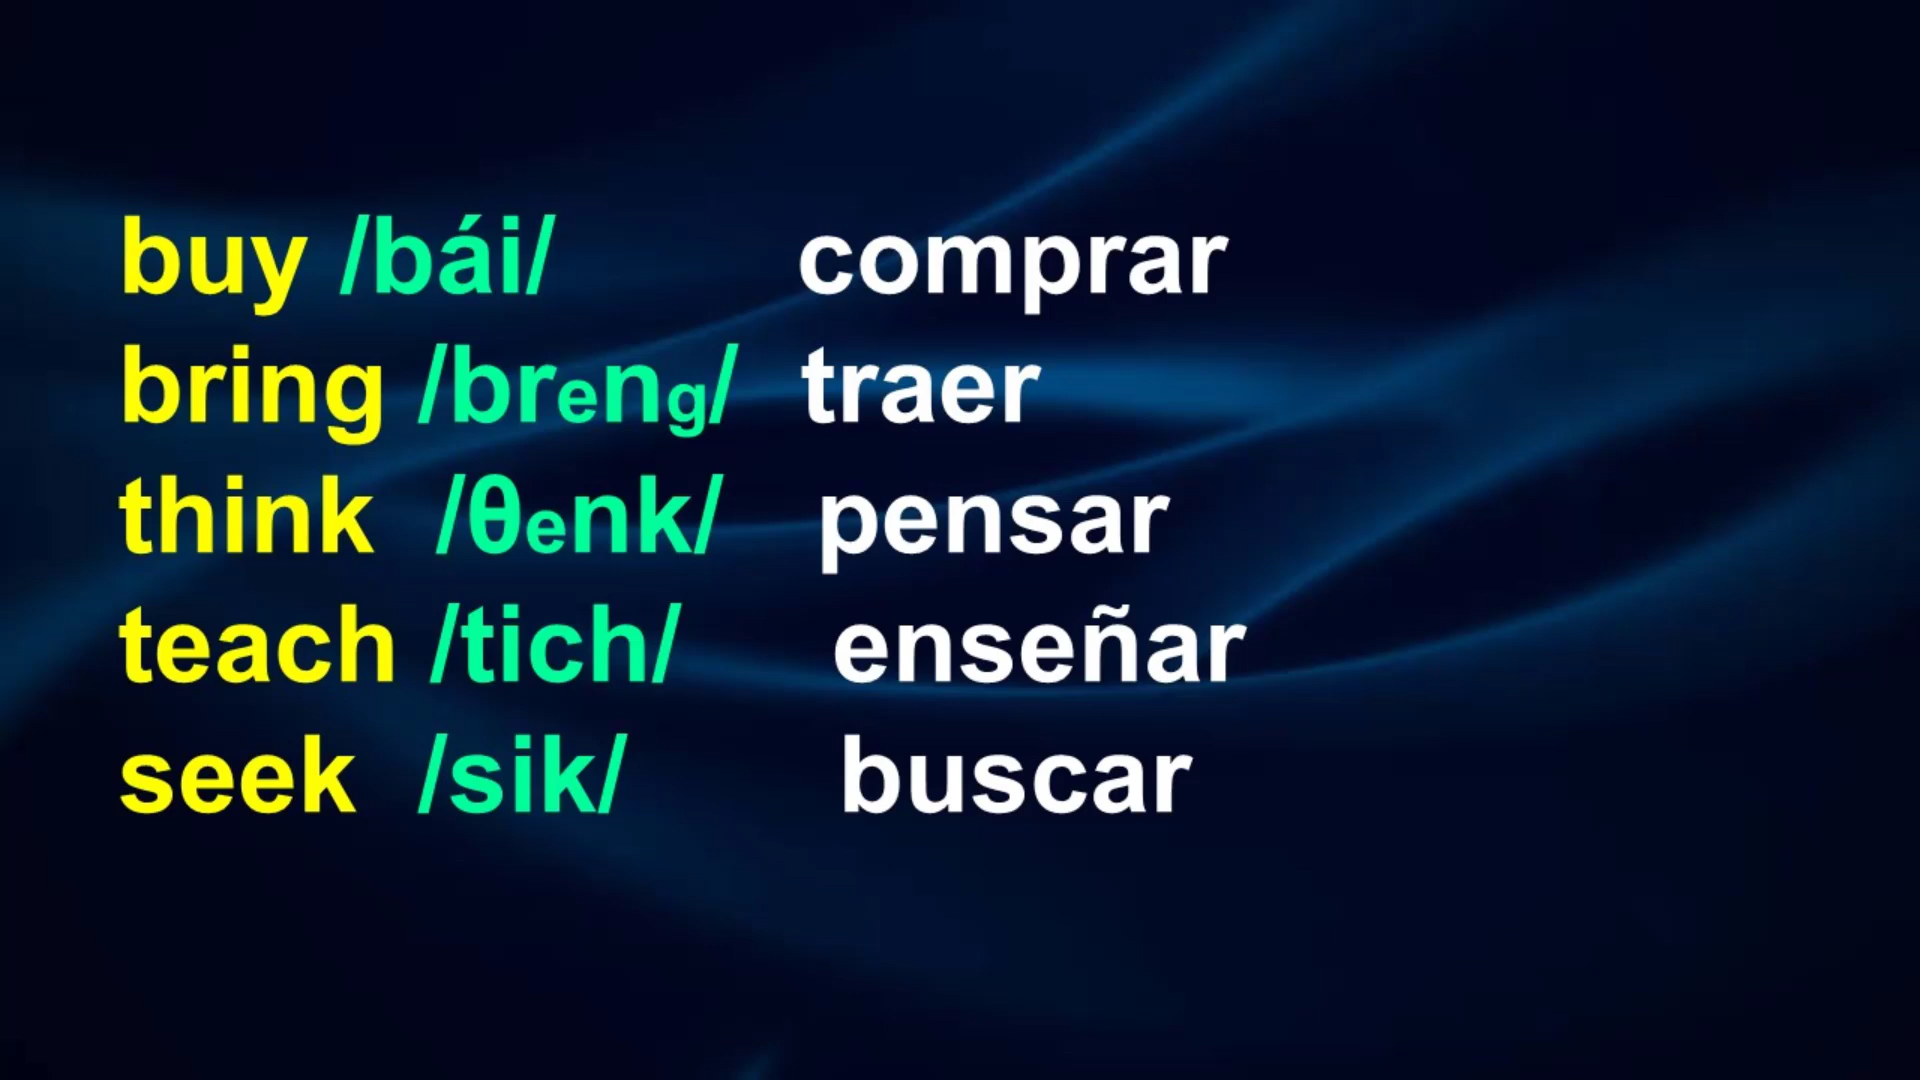 buy /bái/ comprar
bring /breng/ traer
think /θenk/ pensar
teach /tich/ enseñar
seek /sik/ buscar